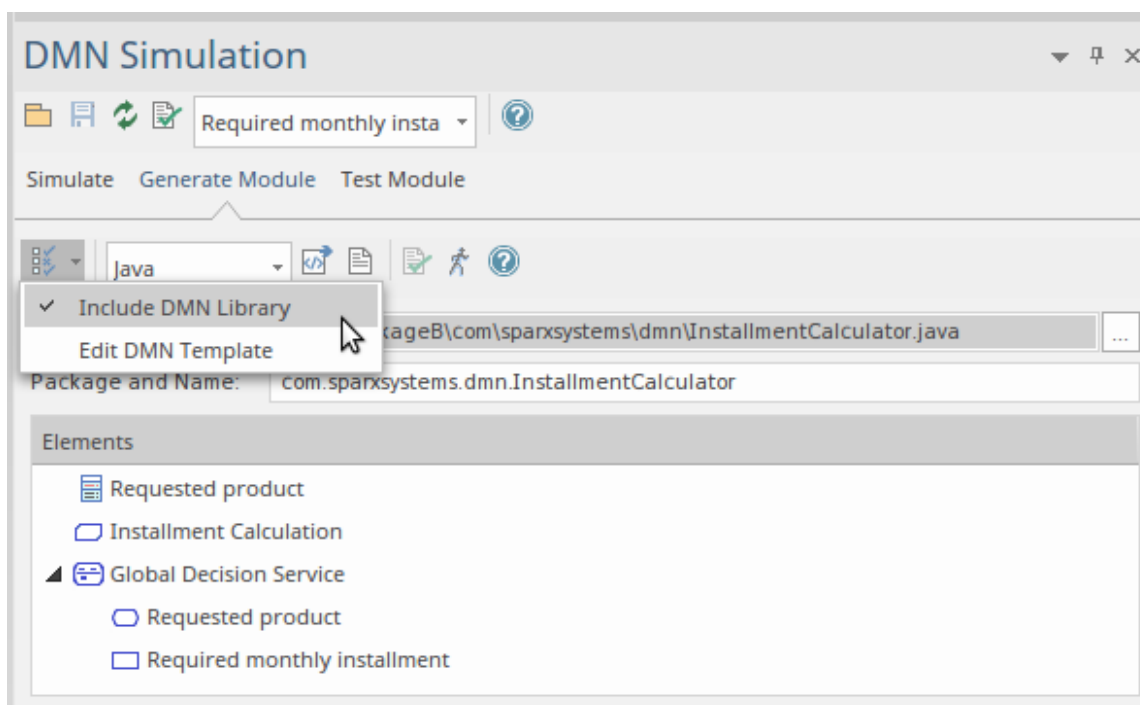 DMN Simulation
Required monthly insta
Simulate Generate Module Test Module
Java
Include DMN Library
kageB\com\sparxsystems\dmn\InstallmentCalculator.java ...
Edit DMN Template
Package and Name: com.sparxsystems.dmn.InstallmentCalculator
Elements
Requested product
Installment Calculation
Global Decision Service
Requested product
Required monthly installment